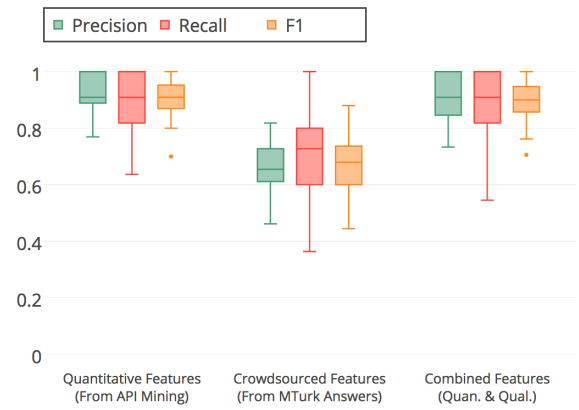 Precision Recall F1
1
0.8
0.6
0.4
0.2
0
Quantitative Features Crowdsourced Features Combined Features
(From API Mining) (From MTurk Answers) (Quan. & Qual.)